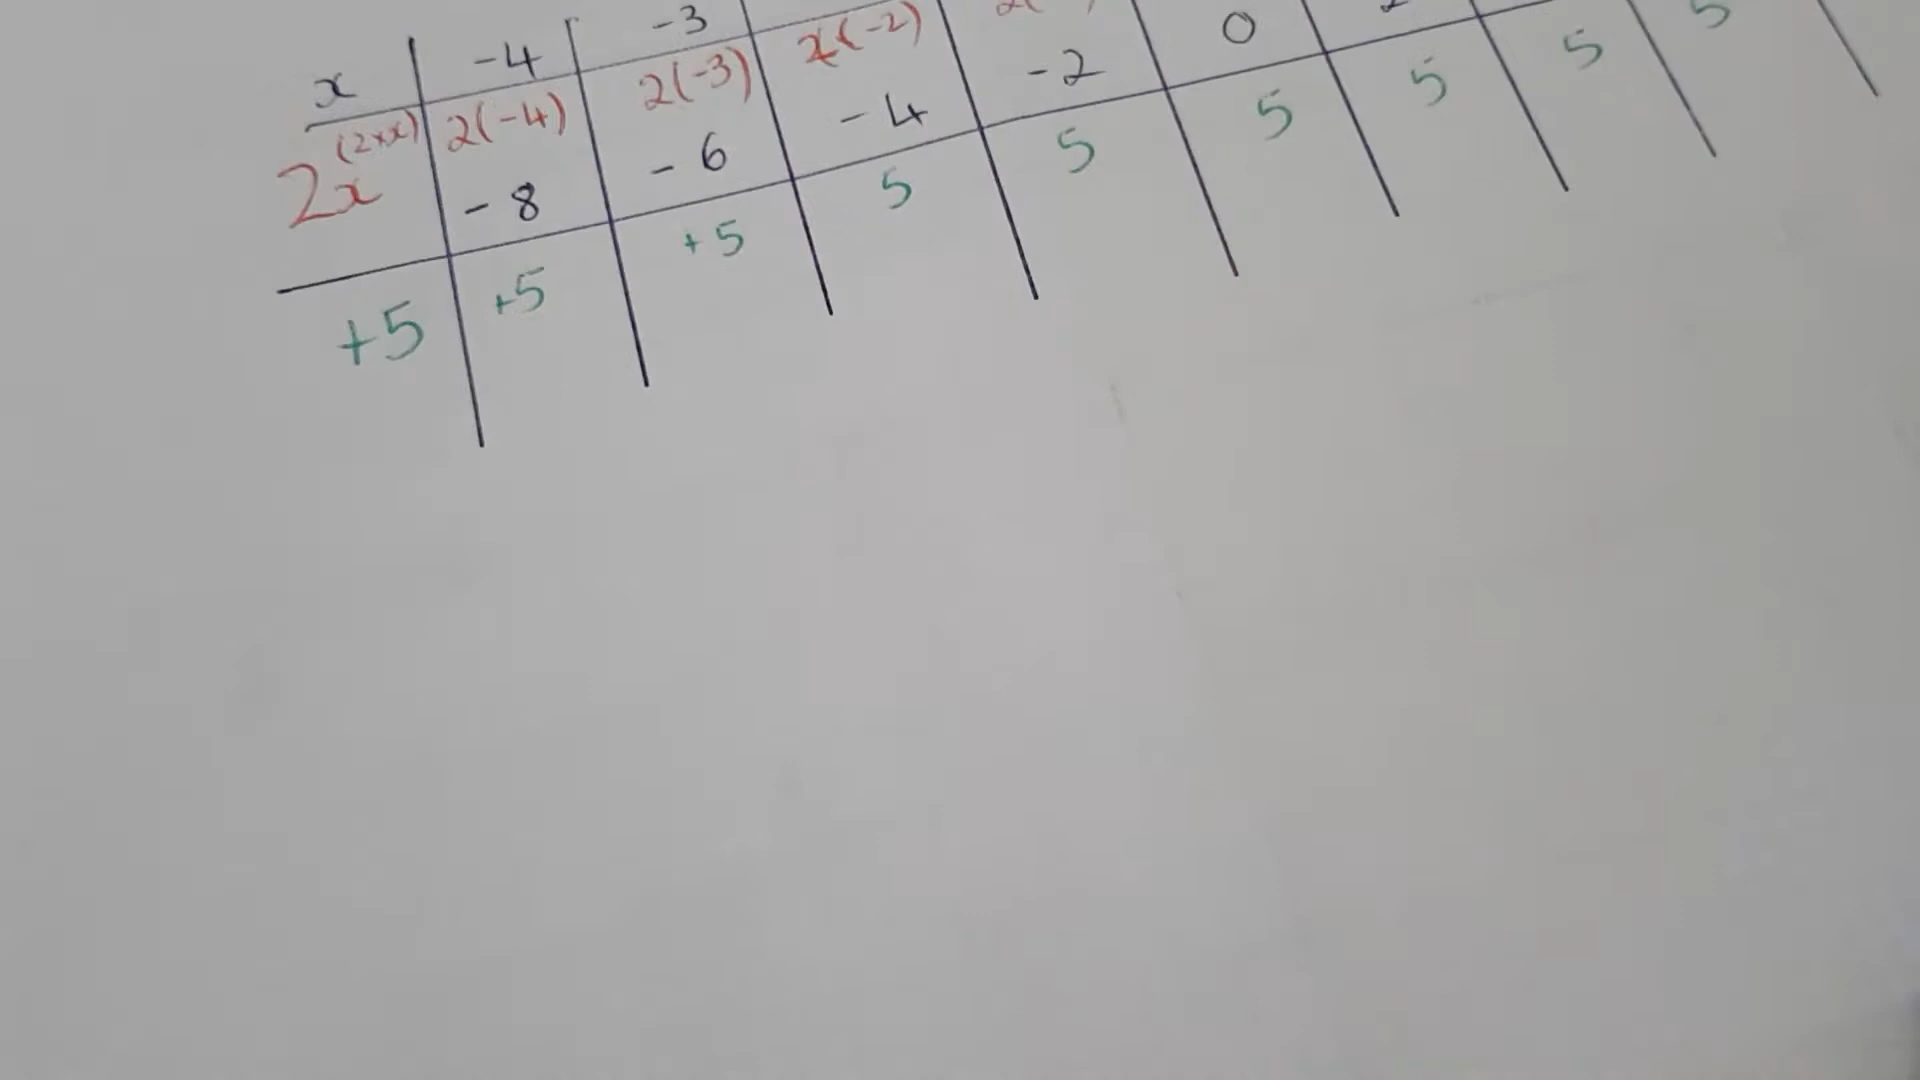 x -4 -3
(2×x) 2(-4) 2(-3) 2(-2)
2x -8 -6 -4 -2 0
+5 +5 +5 5 5 5 5 5 5